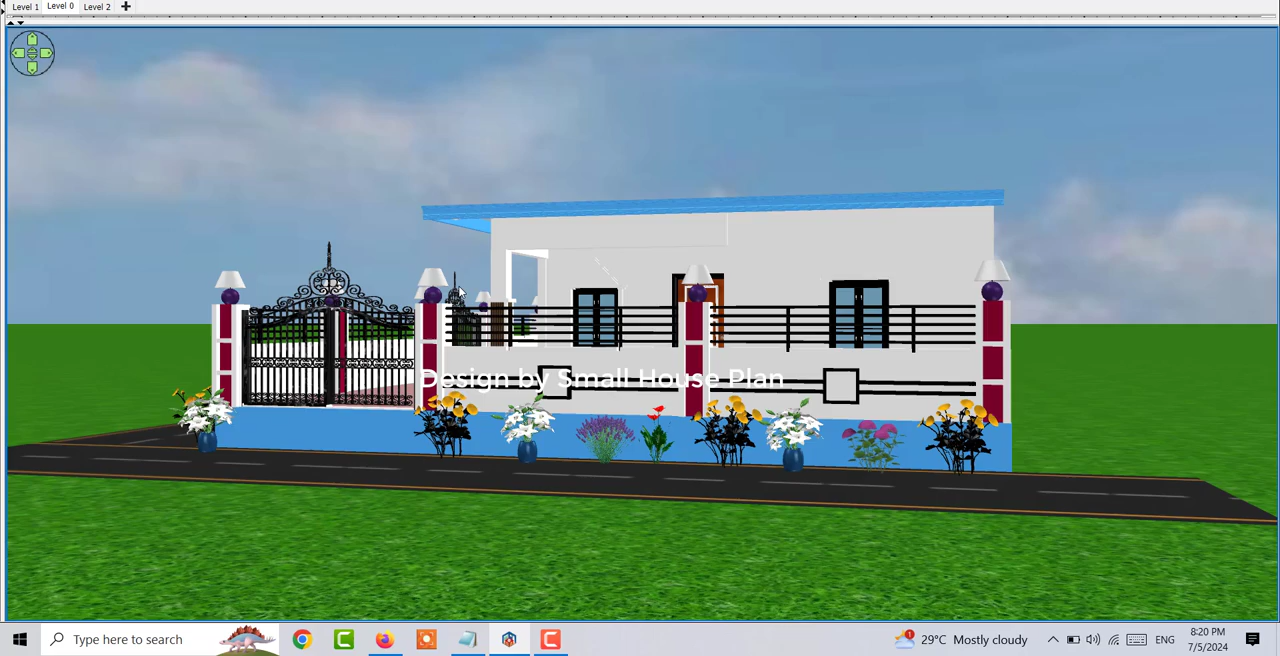 Level 1 Level 0 Level 2
Design by Small House Plan
Type here to search
29°C Mostly cloudy
ENG
8:20 PM
7/5/2024